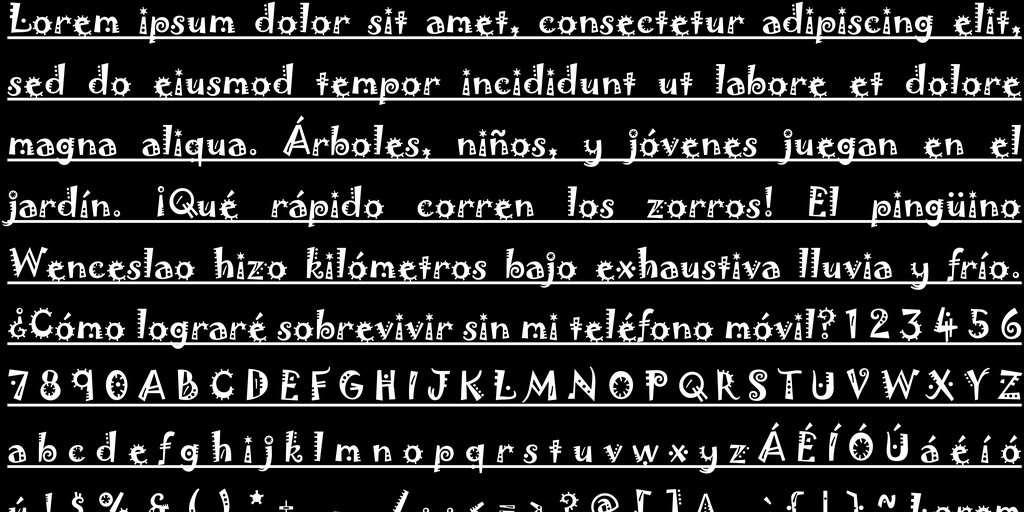 Lorem ipsum dolor sit amet, consectetur adipiscing elit,
sed do eiusmod tempor incididunt ut labore et dolore
magna aliqua. Árboles, niños, y jóvenes juegan en el
jardín. ¡Qué rápido corren los zorros! El pingüino
Wenceslao hizo kilómetros bajo exhaustiva lluvia y frío.
¿Cómo lograré sobrevivir sin mi teléfono móvil? 1 2 3 4 5 6
7 8 9 0 A B C D E F G H I J K L M N O P Q R S T U V W X Y Z
a b c d e f g h i j k l m n o p q r s t u v w x y z Á É Í Ó Ú á é í ó
ú ! $ % & ( ) * + / : ; < = > ? @ [ ] ^ ` { | } ~ Lorem